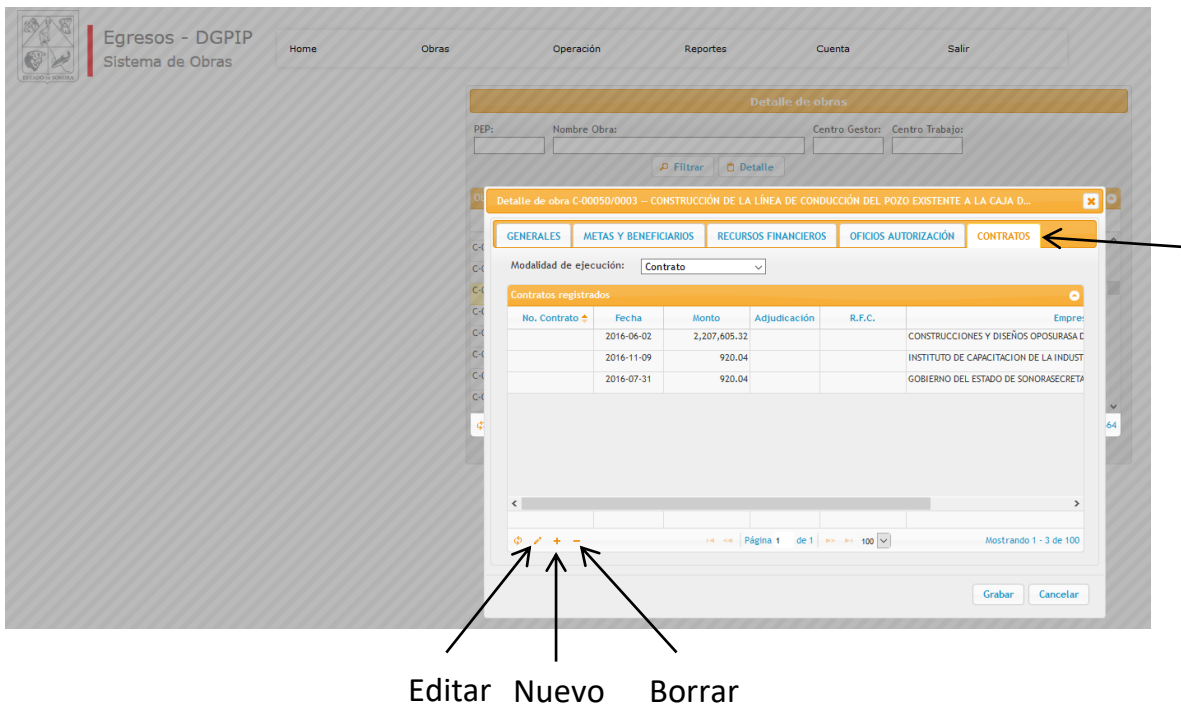 Egresos - DGPIP
Sistema de Obras
ESTADO DE SONORA
Home Obras Operación Reportes Cuenta Salir
Detalle de obras
PEP: Nombre Obra: Centro Gestor: Centro Trabajo:
Filtrar Detalle
Detalle de obra C-00050/0003 -- CONSTRUCCIÓN DE LA LÍNEA DE CONDUCCIÓN DEL POZO EXISTENTE A LA CAJA D...
GENERALES METAS Y BENEFICIARIOS RECURSOS FINANCIEROS OFICIOS AUTORIZACIÓN CONTRATOS
Modalidad de ejecución: Contrato
Contratos registrados
No. Contrato Fecha Monto Adjudicación R.F.C. Empres
2016-06-02 2,207,605.32 CONSTRUCCIONES Y DISEÑOS OPOSURASA D
2016-11-09 920.04 INSTITUTO DE CAPACITACION DE LA INDUST
2016-07-31 920.04 GOBIERNO DEL ESTADO DE SONORASECRETA
Página 1 de 1 100 Mostrando 1 - 3 de 100
64
Grabar Cancelar
Editar Nuevo Borrar